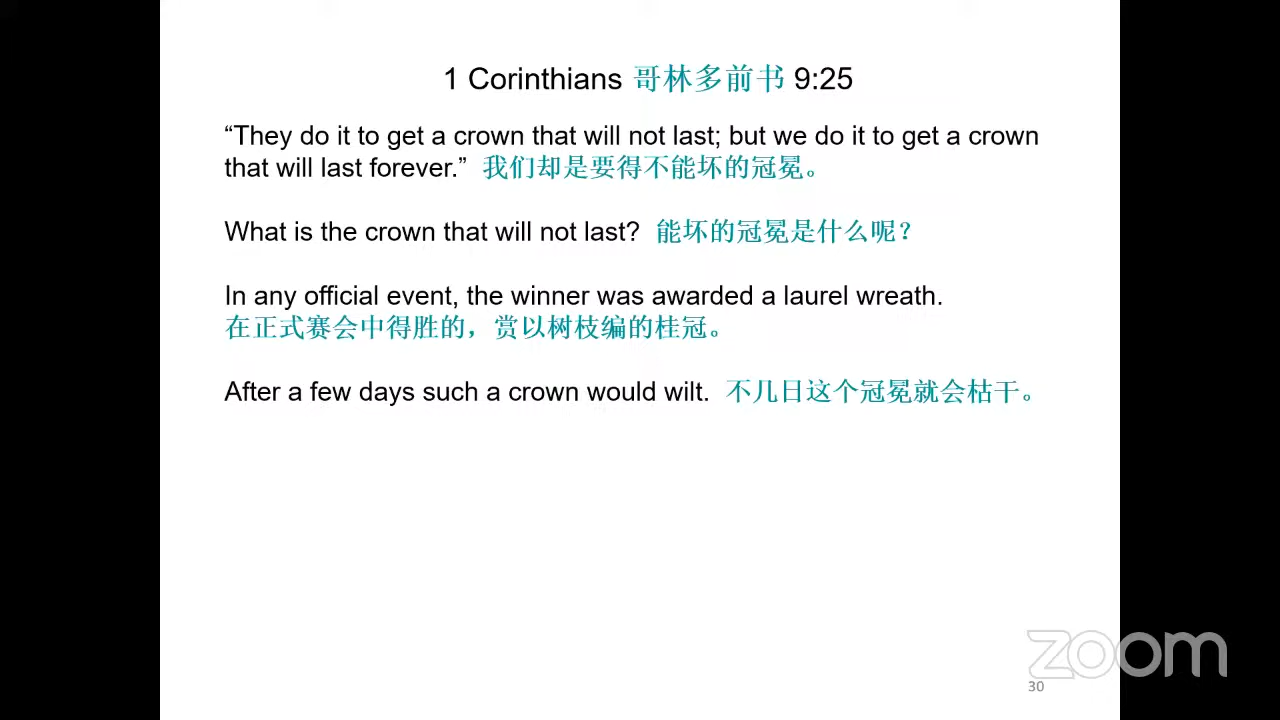 1 Corinthians 哥林多前书 9:25
“They do it to get a crown that will not last; but we do it to get a crown
that will last forever.” 我们却是要得不能坏的冠冕。
What is the crown that will not last? 能坏的冠冕是什么呢？
In any official event, the winner was awarded a laurel wreath.
在正式赛会中得胜的，赏以树枝编的桂冠。
After a few days such a crown would wilt. 不几日这个冠冕就会枯干。
zoom
30